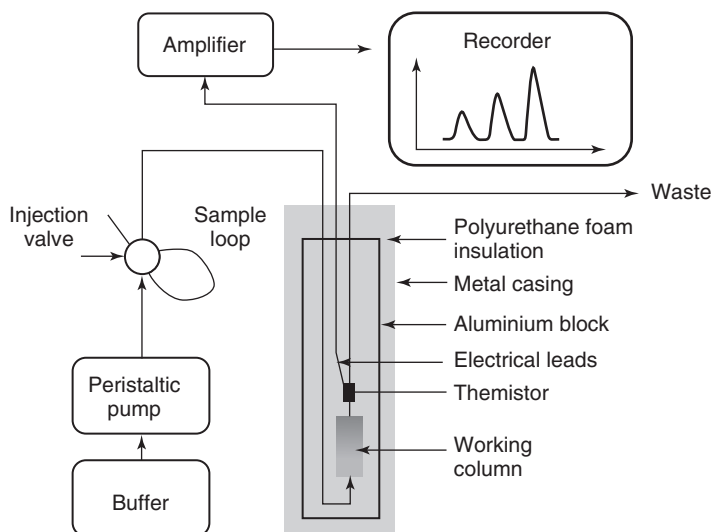 Amplifier
Recorder
Waste
Injection
valve
Sample
loop
Polyurethane foam
insulation
Metal casing
Aluminium block
Electrical leads
Themistor
Peristaltic
pump
Working
column
Buffer